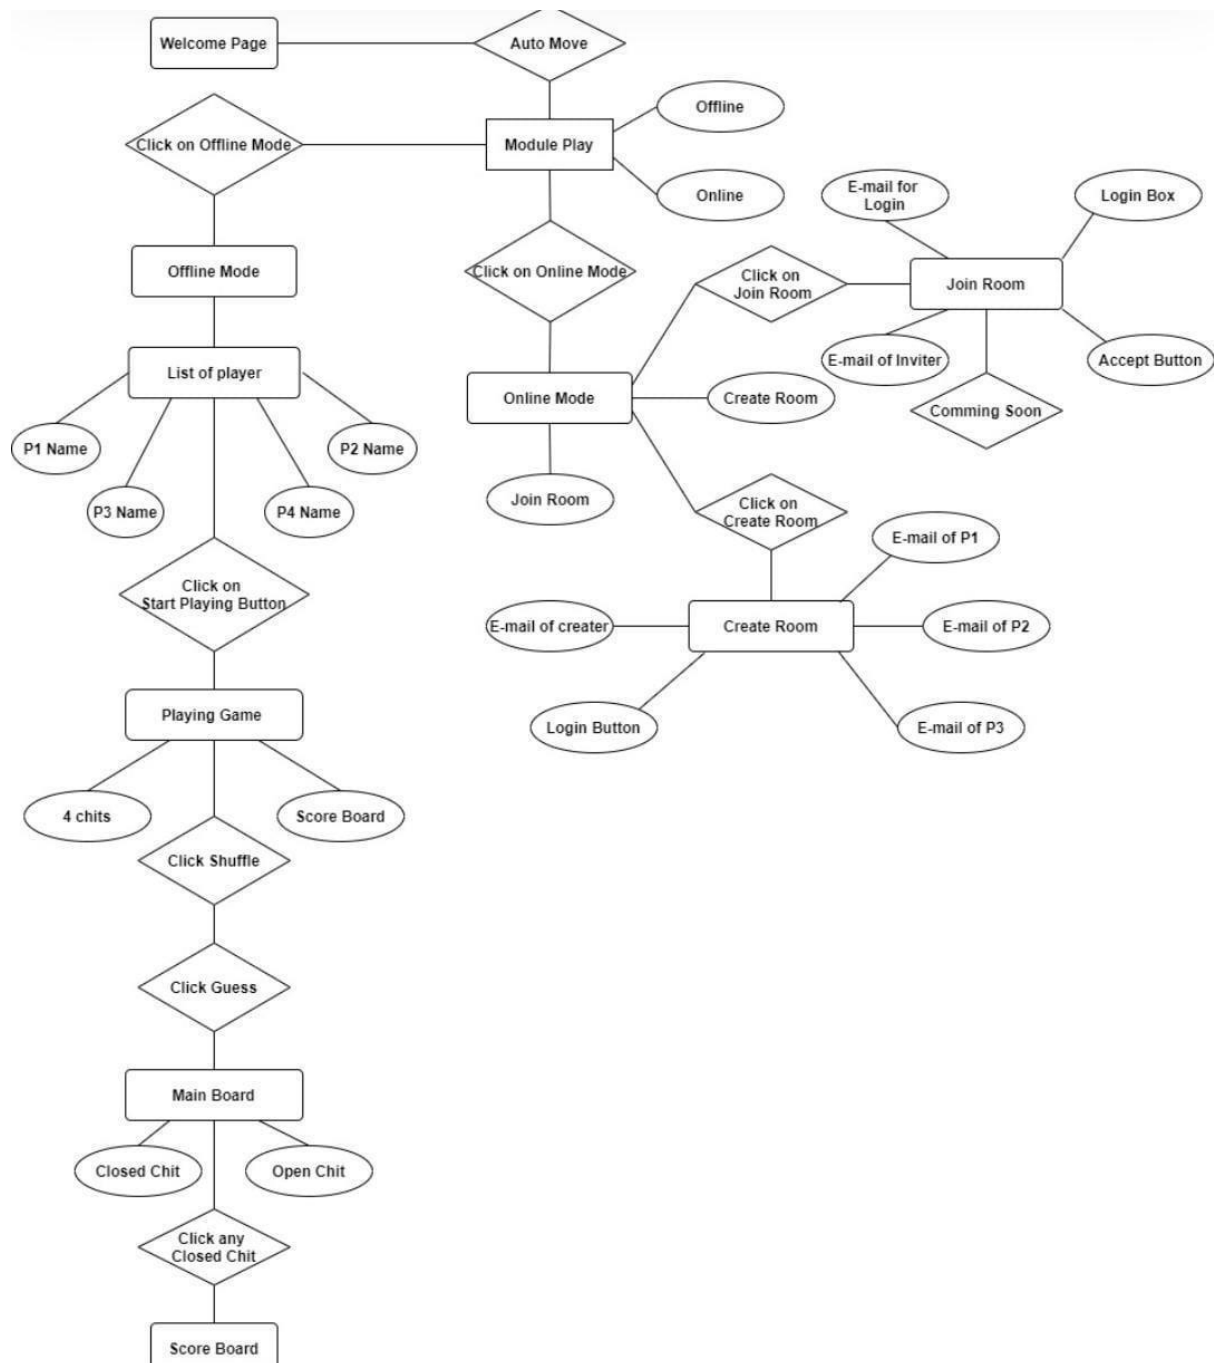 Welcome Page
Auto Move
Offline
Click on Offline Mode
Module Play
Online
E-mail for
Login
Login Box
Offline Mode
Click on Online Mode
Click on
Join Room
Join Room
E-mail of Inviter
Accept Button
List of player
Online Mode
Create Room
Comming Soon
P1 Name
P2 Name
P3 Name
P4 Name
Join Room
Click on
Create Room
E-mail of P1
Click on
Start Playing Button
E-mail of creater
Create Room
E-mail of P2
Playing Game
Login Button
E-mail of P3
4 chits
Score Board
Click Shuffle
Click Guess
Main Board
Closed Chit
Open Chit
Click any
Closed Chit
Score Board